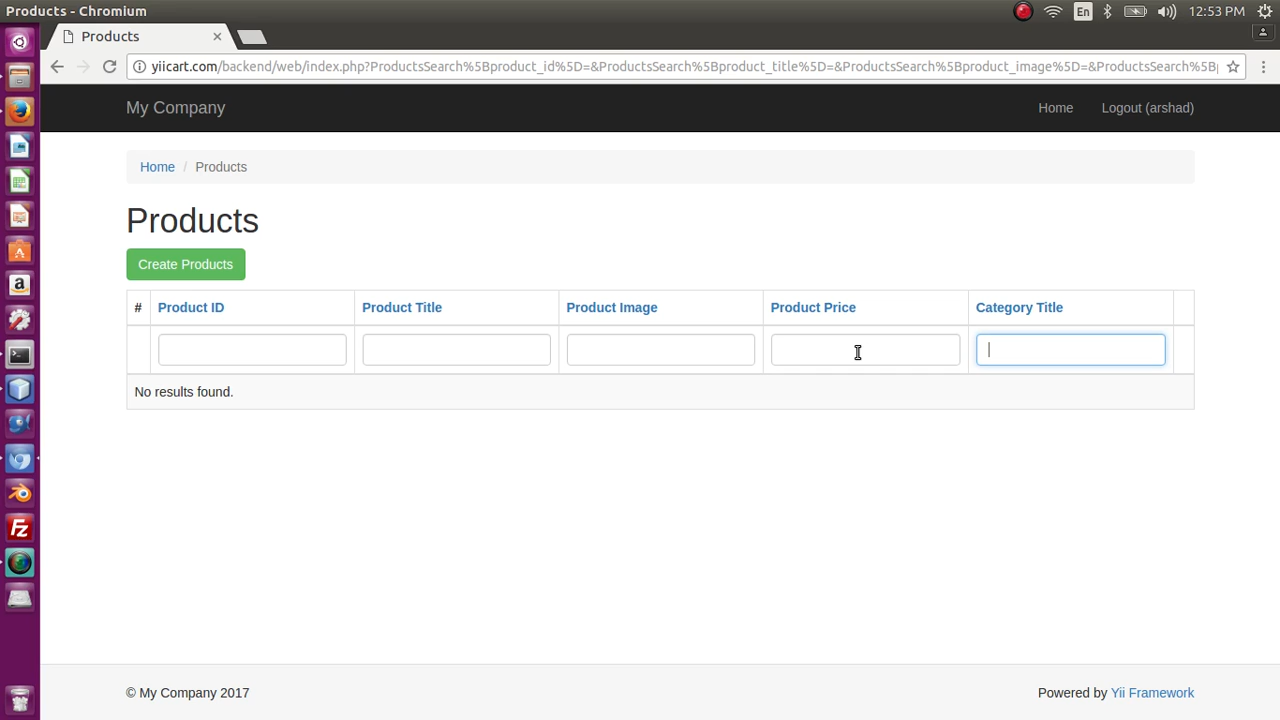 Products - Chromium
En
12:53 PM
Products
yiicart.com/backend/web/index.php?ProductsSearch%5Bproduct_id%5D=&ProductsSearch%5Bproduct_title%5D=&ProductsSearch%5Bproduct_image%5D=&ProductsSearch%5B
My Company
Home
Logout (arshad)
Home / Products
Products
Create Products
# Product ID Product Title Product Image Product Price Category Title
No results found.
© My Company 2017
Powered by Yii Framework